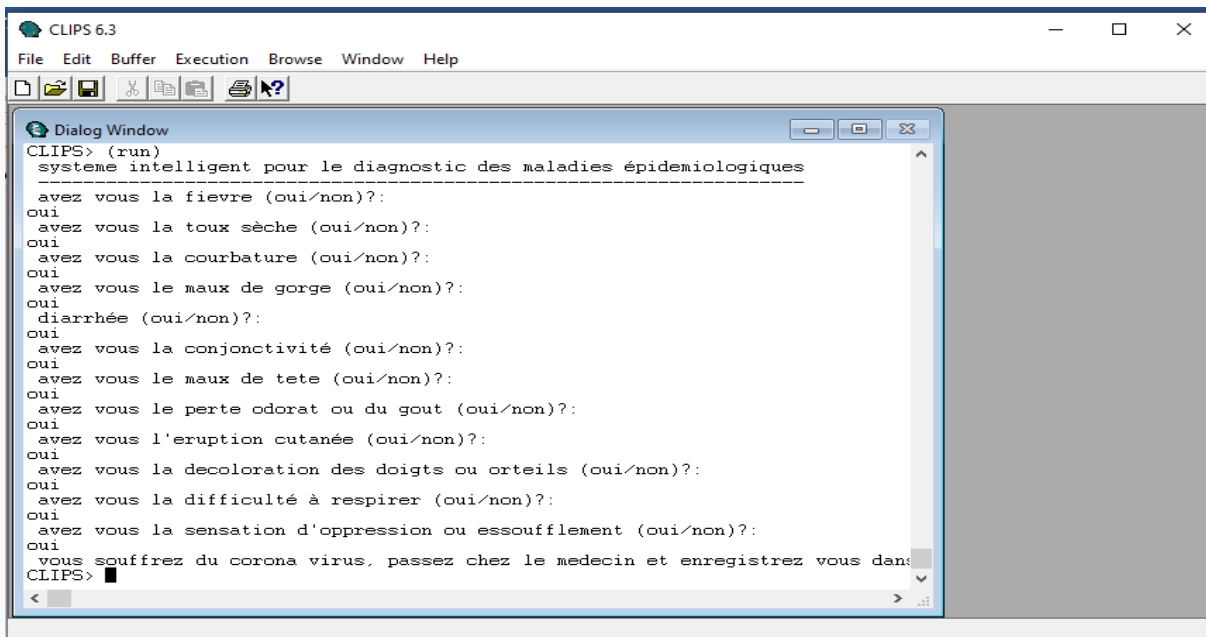 CLIPS 6.3
File Edit Buffer Execution Browse Window Help
Dialog Window
CLIPS> (run)
systeme intelligent pour le diagnostic des maladies épidemiologiques
--------------------------------------------------------------------
avez vous la fievre (oui/non)?:
oui
avez vous la toux sèche (oui/non)?:
oui
avez vous la courbature (oui/non)?:
oui
avez vous le maux de gorge (oui/non)?:
oui
diarrhée (oui/non)?:
oui
avez vous la conjonctivité (oui/non)?:
oui
avez vous le maux de tete (oui/non)?:
oui
avez vous le perte odorat ou du gout (oui/non)?:
oui
avez vous l'eruption cutanée (oui/non)?:
oui
avez vous la decoloration des doigts ou orteils (oui/non)?:
oui
avez vous la difficulté à respirer (oui/non)?:
oui
avez vous la sensation d'oppression ou essoufflement (oui/non)?:
oui
vous souffrez du corona virus, passez chez le medecin et enregistrez vous
CLIPS>